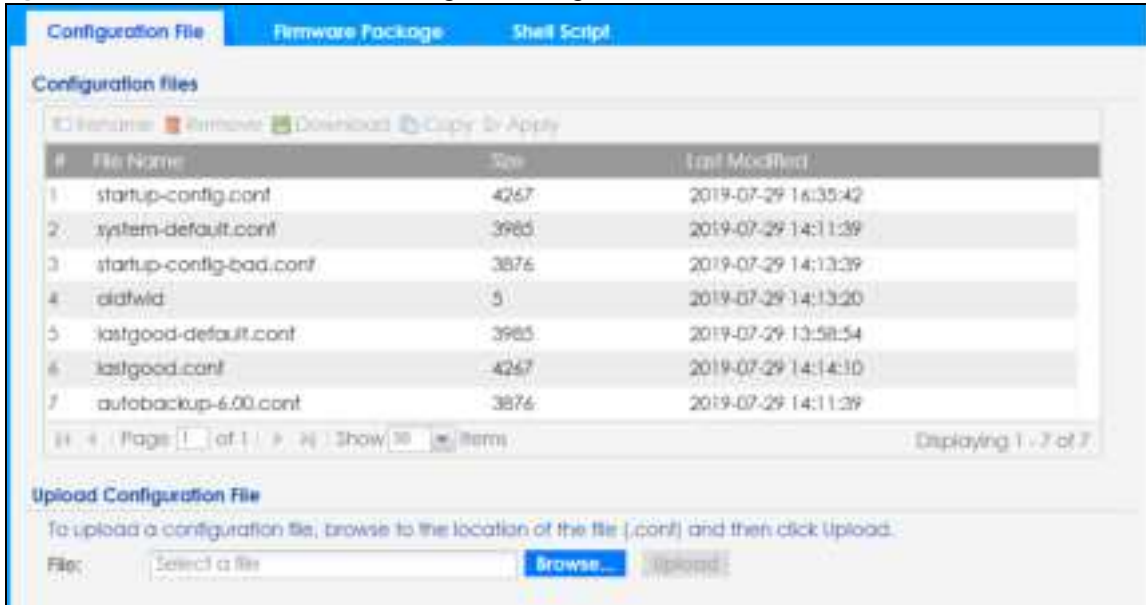 Configuration File Firmware Package Shell Script
Configuration Files
Rename Remove Download Copy Apply
# File Name Size Last Modified
1 startup-config.conf 4267 2019-07-29 16:35:42
2 system-default.conf 3985 2019-07-29 14:11:39
3 startup-config-bad.conf 3876 2019-07-29 14:13:39
4 oldfwid 5 2019-07-29 14:13:20
5 lastgood-default.conf 3985 2019-07-29 13:58:54
6 lastgood.conf 4267 2019-07-29 14:14:10
7 autobackup-6.00.conf 3876 2019-07-29 14:11:39
Page 1 of 1 Show 50 Items Displaying 1 - 7 of 7
Upload Configuration File
To upload a configuration file, browse to the location of the file (.conf) and then click Upload.
File: Select a file Browse... Upload